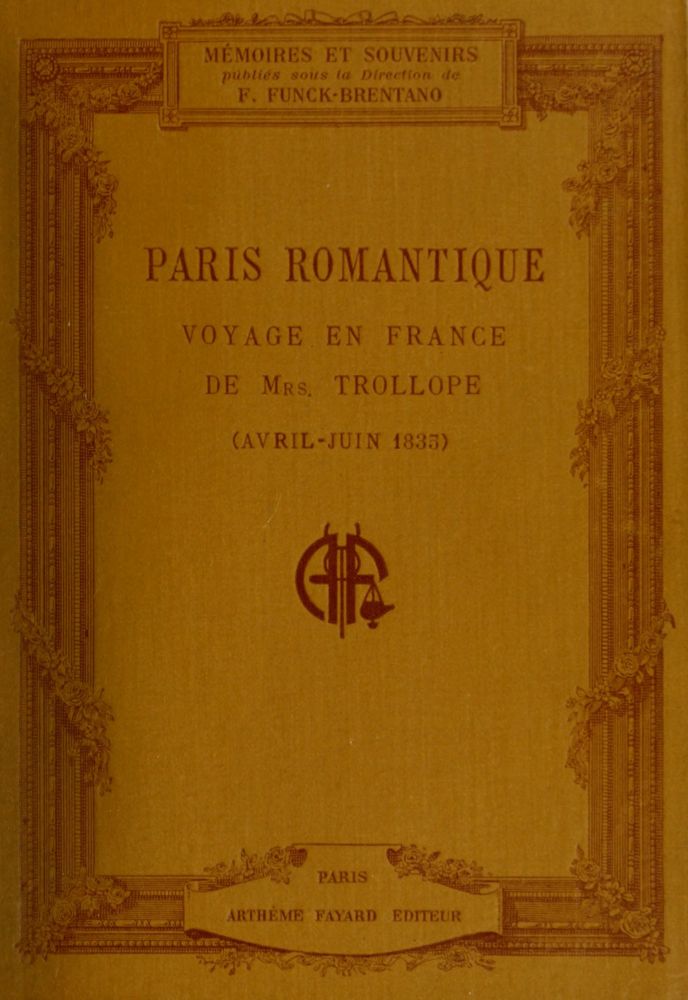 MÉMOIRES ET SOUVENIRS
publiés sous la Direction de
F. FUNCK-BRENTANO
PARIS ROMANTIQUE
VOYAGE EN FRANCE
DE MRS. TROLLOPE
(AVRIL-JUIN 1835)
PARIS
ARTHÈME FAYARD EDITEUR